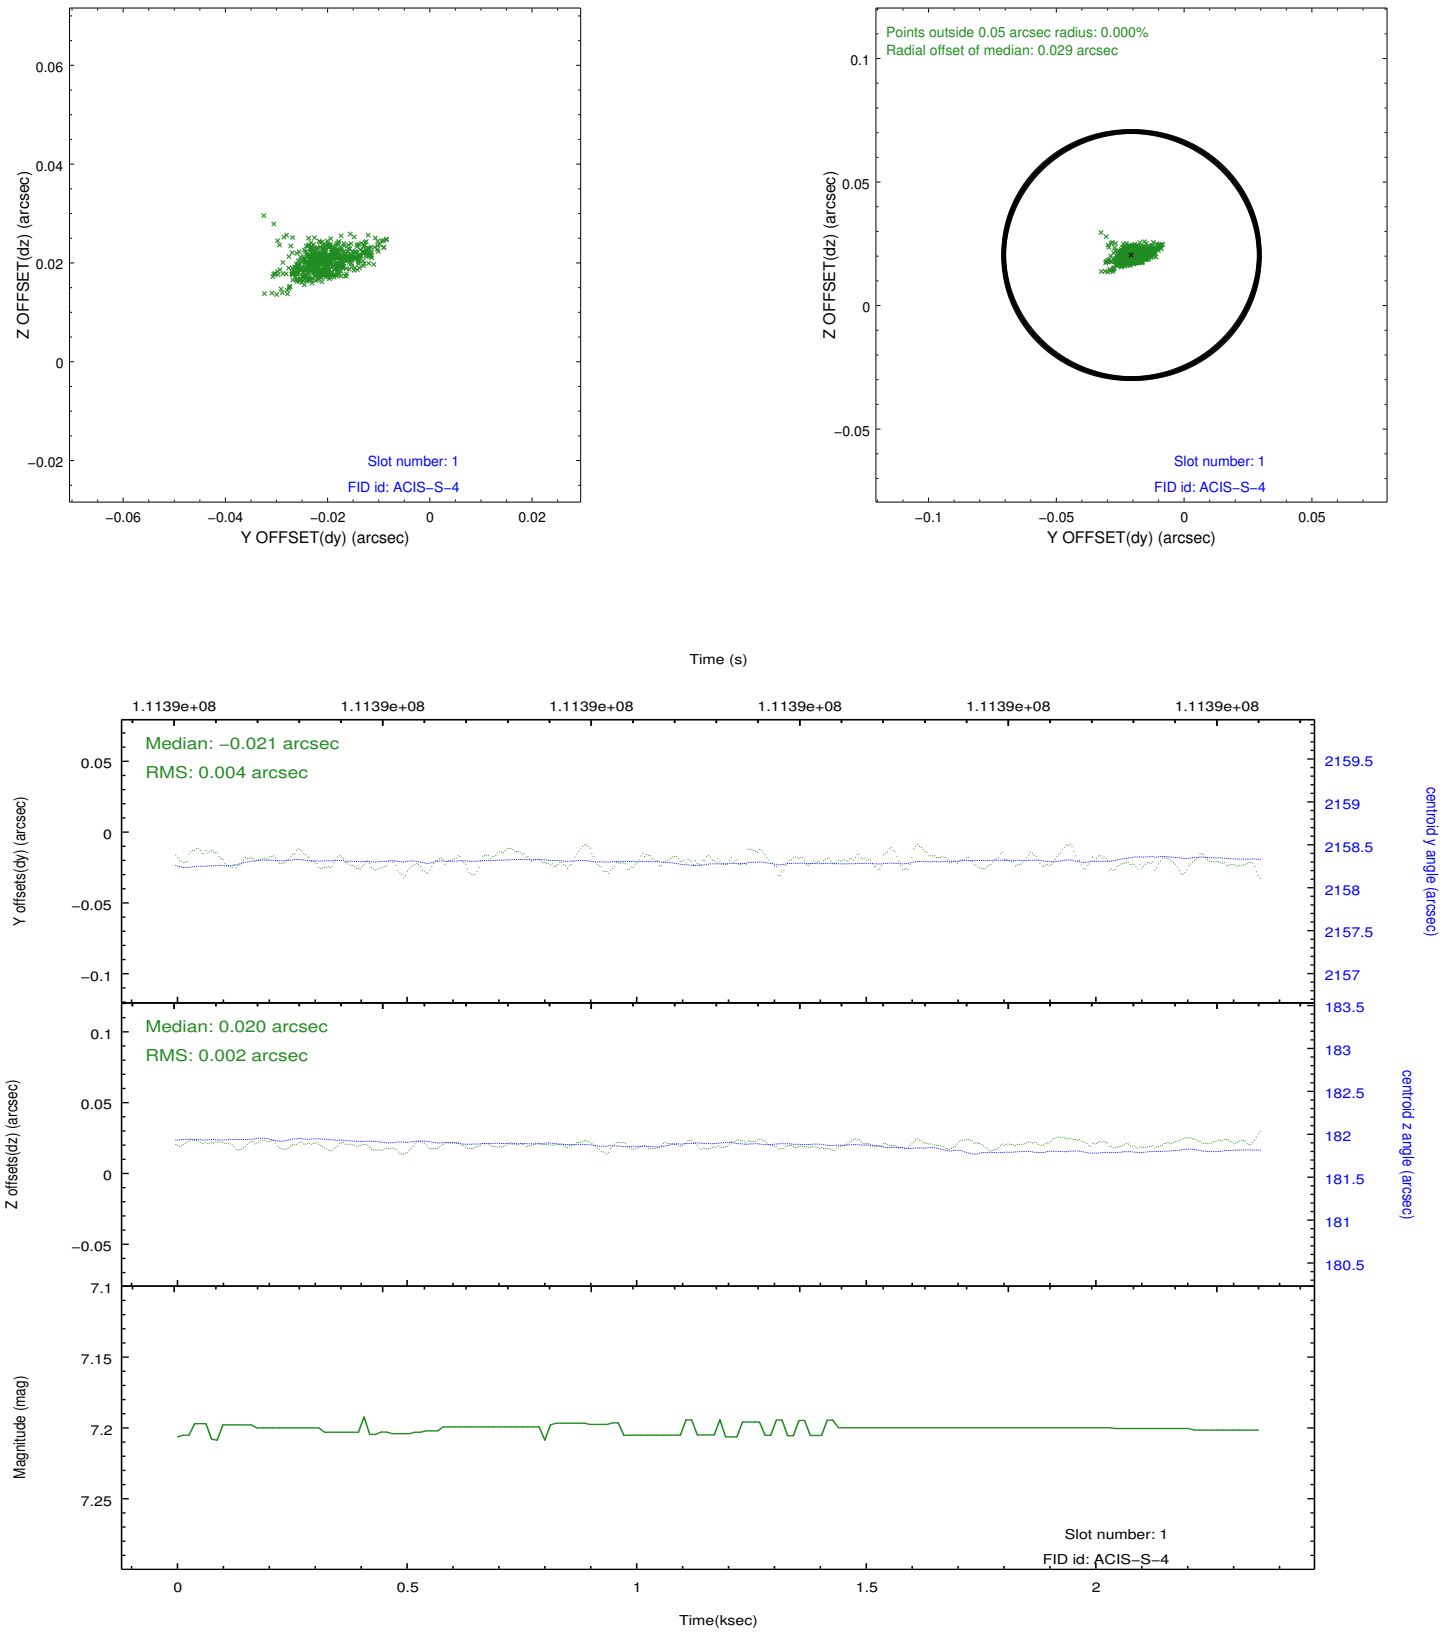 0.06
0.04
0.02
0
−0.02
−0.06
−0.04
−0.02
0
0.02
Z OFFSET(dz) (arcsec)
Y OFFSET(dy) (arcsec)
Slot number: 1
FID id: ACIS−S−4
Points outside 0.05 arcsec radius: 0.000%
Radial offset of median: 0.029 arcsec
0.1
0.05
0
−0.05
−0.1
−0.05
0
0.05
Z OFFSET(dz) (arcsec)
Y OFFSET(dy) (arcsec)
Slot number: 1
FID id: ACIS−S−4
Time (s)
1.1139e+08 1.1139e+08 1.1139e+08 1.1139e+08 1.1139e+08 1.1139e+08
Median: −0.021 arcsec
RMS: 0.004 arcsec
0.05
0
−0.05
−0.1
Y offsets(dy) (arcsec)
2159.5
2159
2158.5
2158
2157.5
2157
centroid y angle (arcsec)
Median: 0.020 arcsec
RMS: 0.002 arcsec
0.1
0.05
0
−0.05
Z offsets(dz) (arcsec)
183.5
183
182.5
182
181.5
181
180.5
centroid z angle (arcsec)
7.1
7.15
7.2
7.25
Magnitude (mag)
Slot number: 1
FID id: ACIS−S−4
0 0.5 1 1.5 2
Time(ksec)